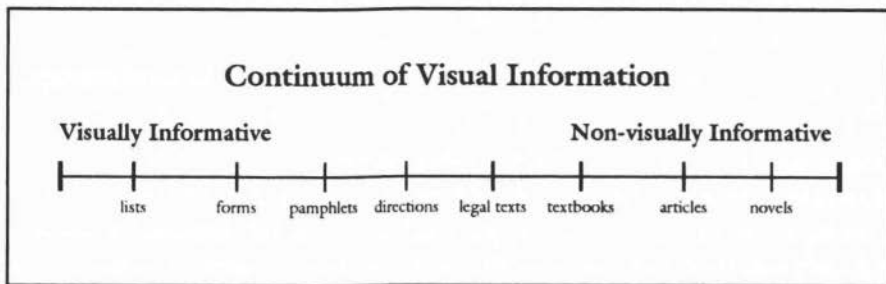 Continuum of Visual Information
Visually Informative Non-visually Informative
lists forms pamphlets directions legal texts textbooks articles novels